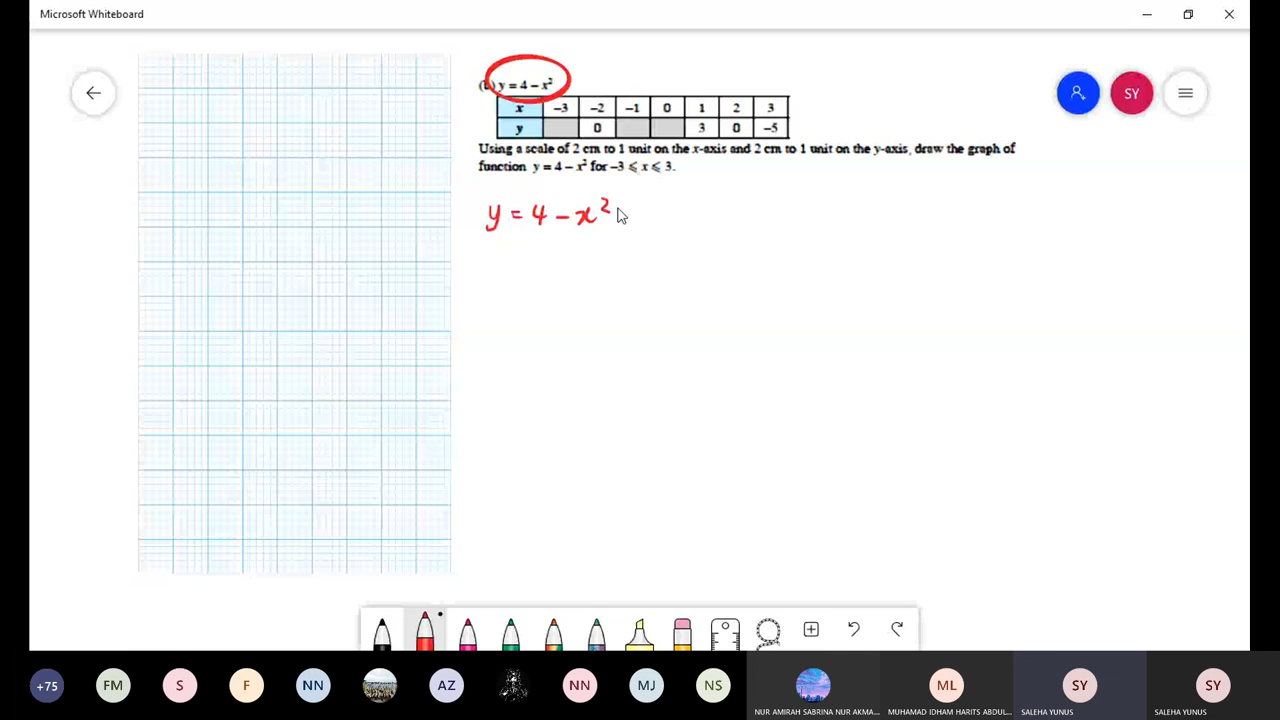 Microsoft Whiteboard
y = 4 – x²
x –3 –2 –1 0 1 2 3
y 0 3 0 –5
Using a scale of 2 cm to 1 unit on the x-axis and 2 cm to 1 unit on the y-axis, draw the graph of
function y = 4 – x² for –3 ⩽ x ⩽ 3.
y = 4 – x²
SY
+75 FM S F NN AZ NN MJ NS ML SY SY
NUR AMIRAH SABRINA NUR AKMA... MUHAMAD IDHAM HARITS ABDUL... SALEHA YUNUS SALEHA YUNUS